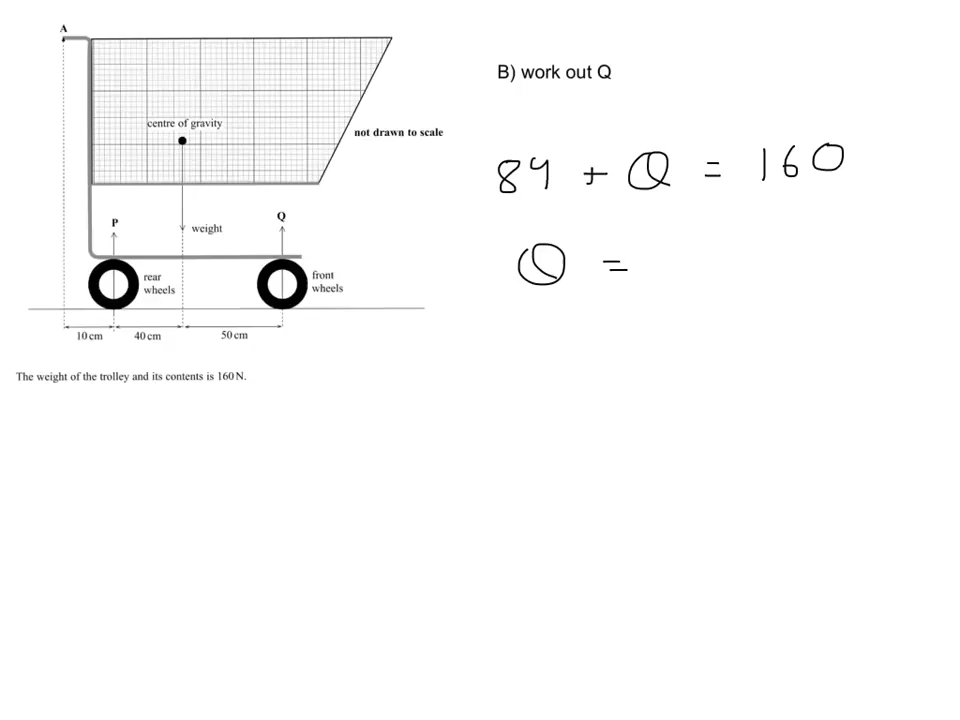 A
centre of gravity
not drawn to scale
P
weight
Q
rear
wheels
front
wheels
10 cm
40 cm
50 cm
The weight of the trolley and its contents is 160 N.
B) work out Q
84 + Q = 160
Q =